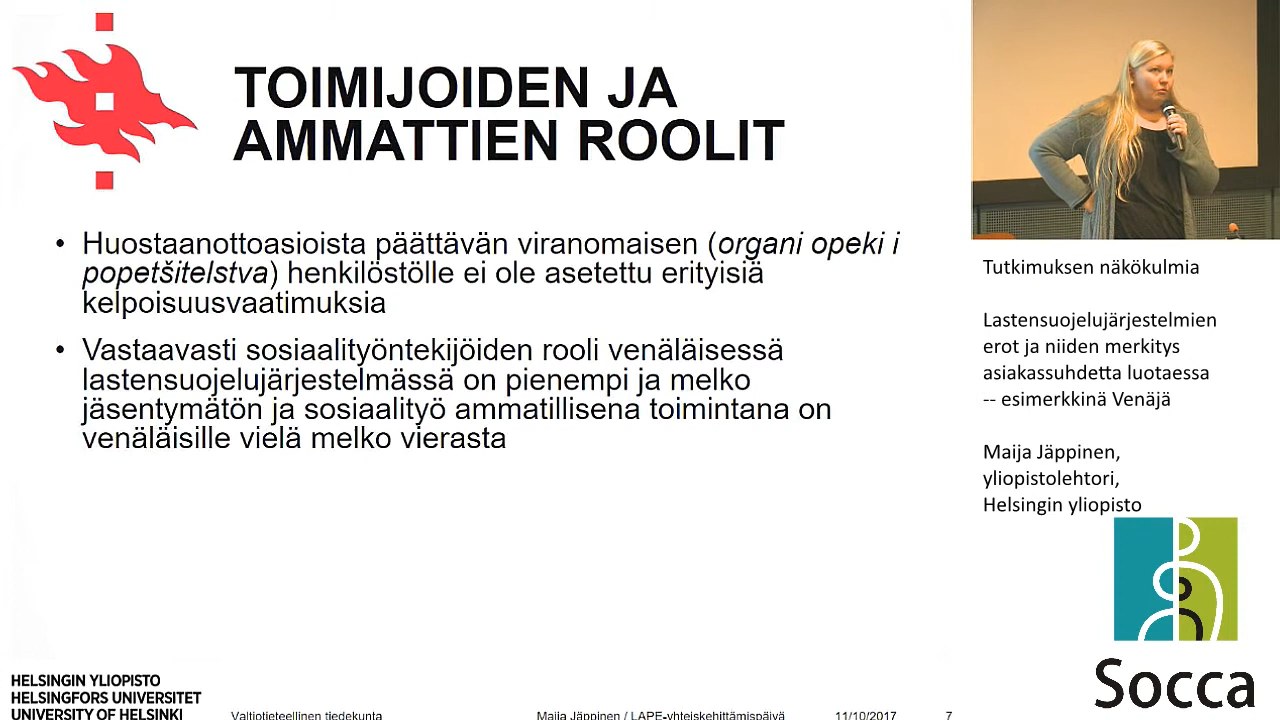 TOIMIJOIDEN JA
AMMATTIEN ROOLIT
• Huostaanottoasioista päättävän viranomaisen (organi opeki i
popetšitelstva) henkilöstölle ei ole asetettu erityisiä
kelpoisuusvaatimuksia
• Vastaavasti sosiaalityöntekijöiden rooli venäläisessä
lastensuojelujärjestelmässä on pienempi ja melko
jäsentymätön ja sosiaalityö ammatillisena toimintana on
venäläisille vielä melko vierasta
HELSINGIN YLIOPISTO
HELSINGFORS UNIVERSITET
UNIVERSITY OF HELSINKI
Valtiotieteellinen tiedekunta
Maija Jäppinen / LAPE-yhteiskehittämispäivä
11/10/2017
7
Tutkimuksen näkökulmia
Lastensuojelujärjestelmien
erot ja niiden merkitys
asiakassuhdetta luotaessa
-- esimerkkinä Venäjä
Maija Jäppinen,
yliopistolehtori,
Helsingin yliopisto
Socca